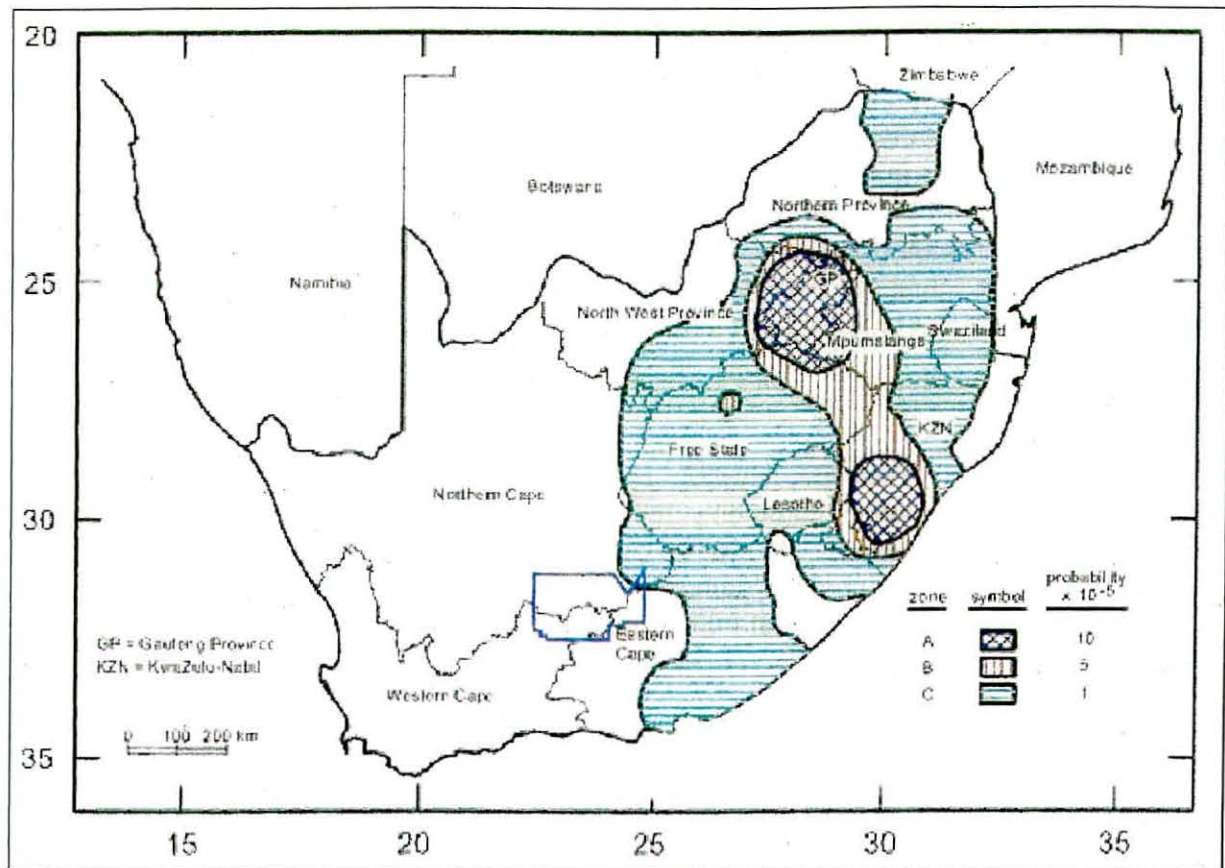 20
Zimbabwe
Mozambique
Botswana
Northern Province
25
Namibia
GP
North West Province
Mpumalanga
Swaziland
KZN
Free State
Northern Cape
Lesotho
30
probability
zone symbol x 10⁻⁵
A 10
B 5
C 1
Eastern
Cape
GP = Gauteng Province
KZN = KwaZulu-Natal
Western Cape
0 100 200 km
35
15 20 25 30 35